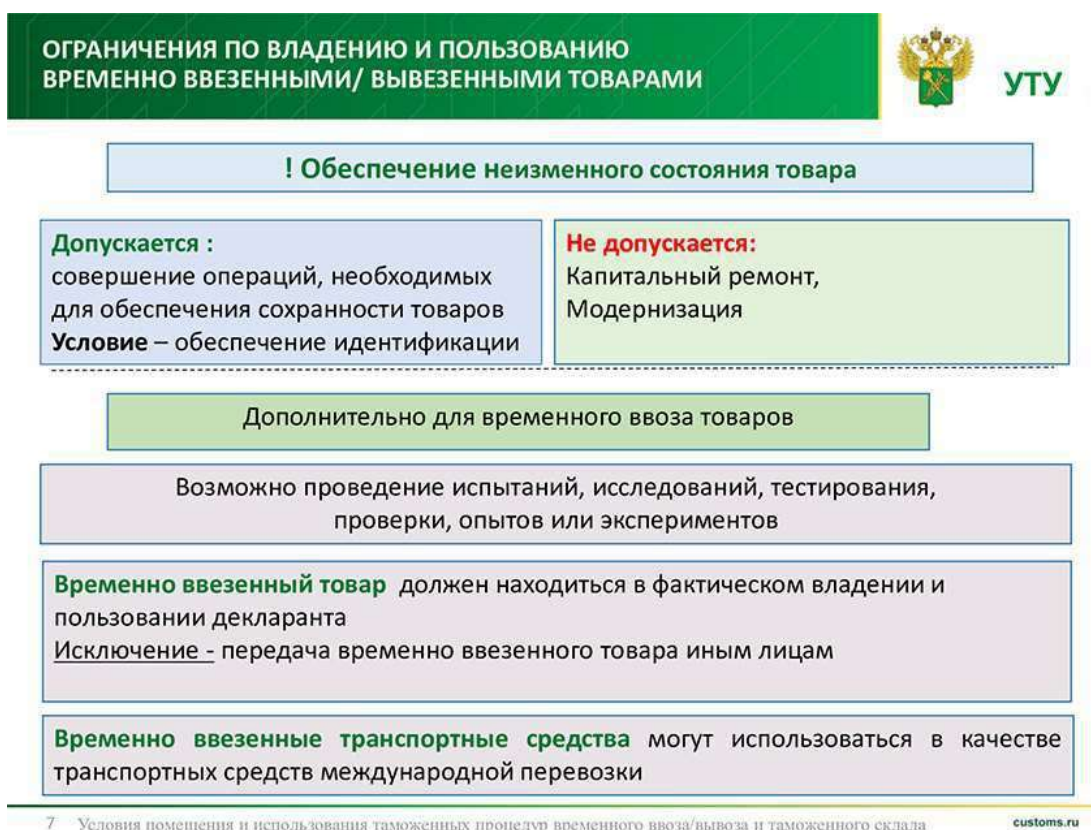 ОГРАНИЧЕНИЯ ПО ВЛАДЕНИЮ И ПОЛЬЗОВАНИЮ
ВРЕМЕННО ВВЕЗЕННЫМИ/ ВЫВЕЗЕННЫМИ ТОВАРАМИ
УТУ
! Обеспечение неизменного состояния товара
Допускается :
совершение операций, необходимых
для обеспечения сохранности товаров
Условие – обеспечение идентификации
Не допускается:
Капитальный ремонт,
Модернизация
Дополнительно для временного ввоза товаров
Возможно проведение испытаний, исследований, тестирования,
проверки, опытов или экспериментов
Временно ввезенный товар должен находиться в фактическом владении и
пользовании декларанта
Исключение - передача временно ввезенного товара иным лицам
Временно ввезенные транспортные средства могут использоваться в качестве
транспортных средств международной перевозки
7 Условия помещения и использования таможенных процедур временного ввоза/вывоза и таможенного склада
customs.ru